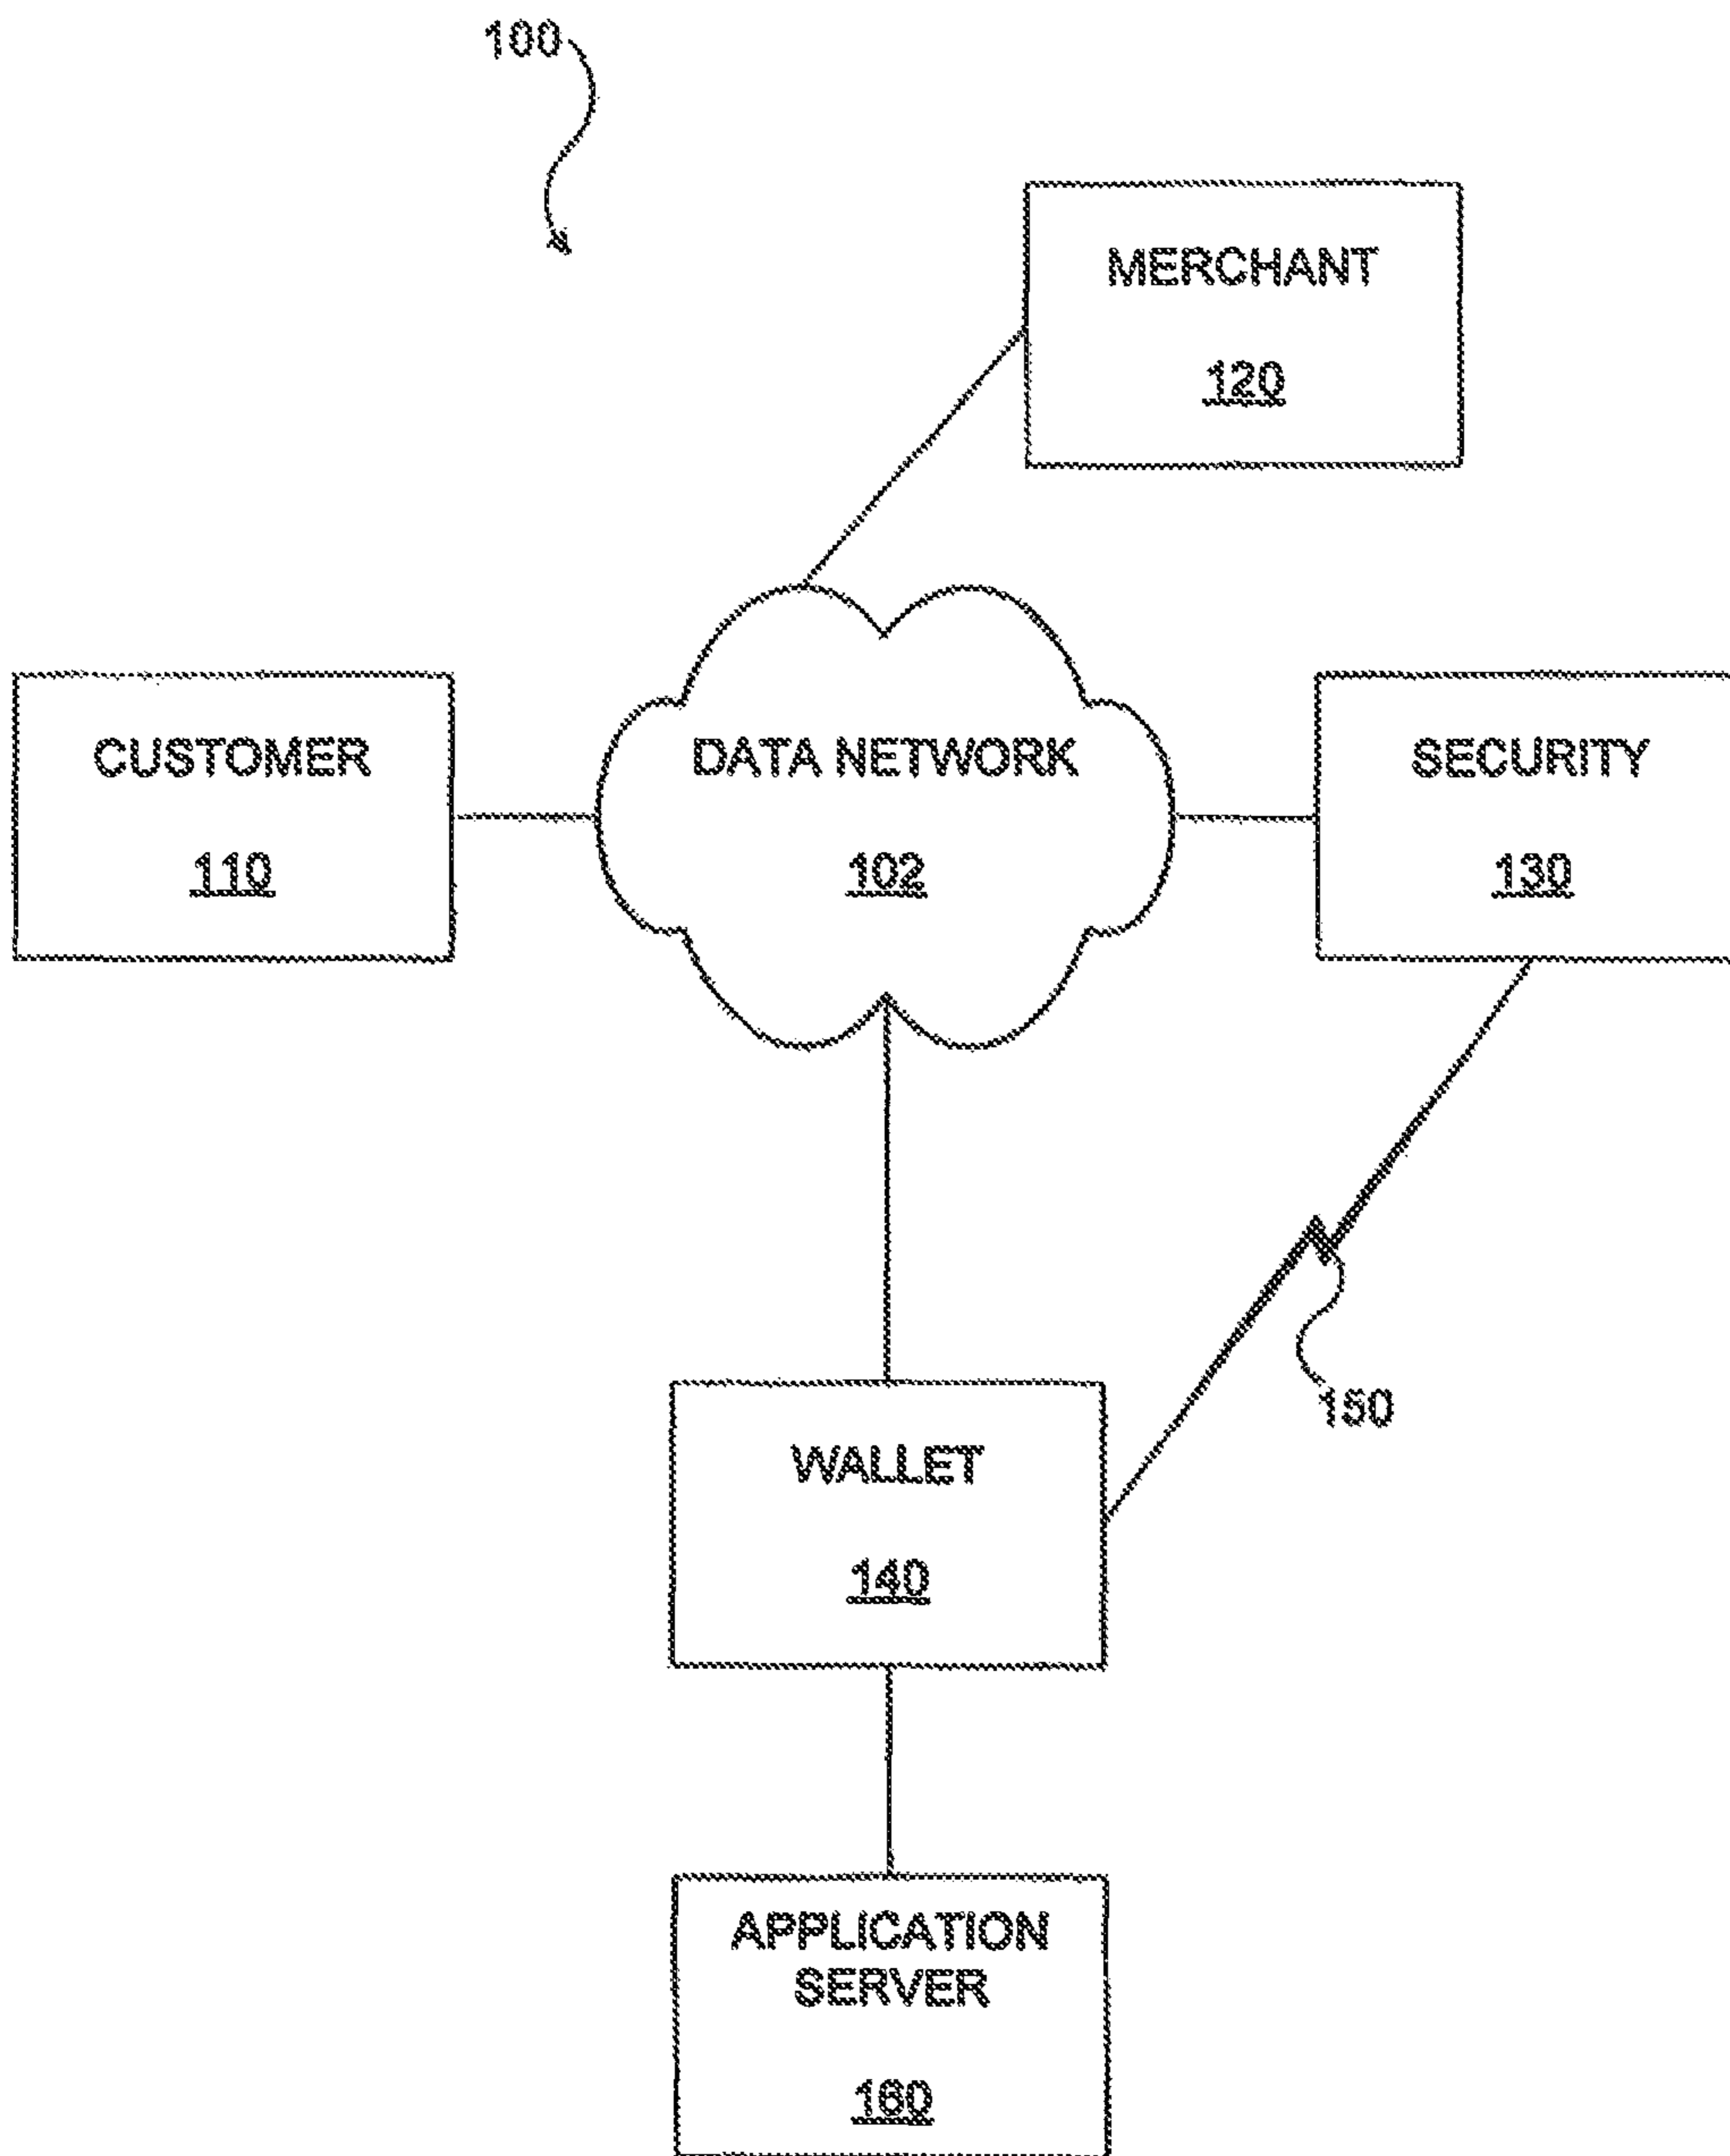 100
MERCHANT
120
CUSTOMER
110
DATA NETWORK
102
SECURITY
130
150
WALLET
140
APPLICATION
SERVER
160